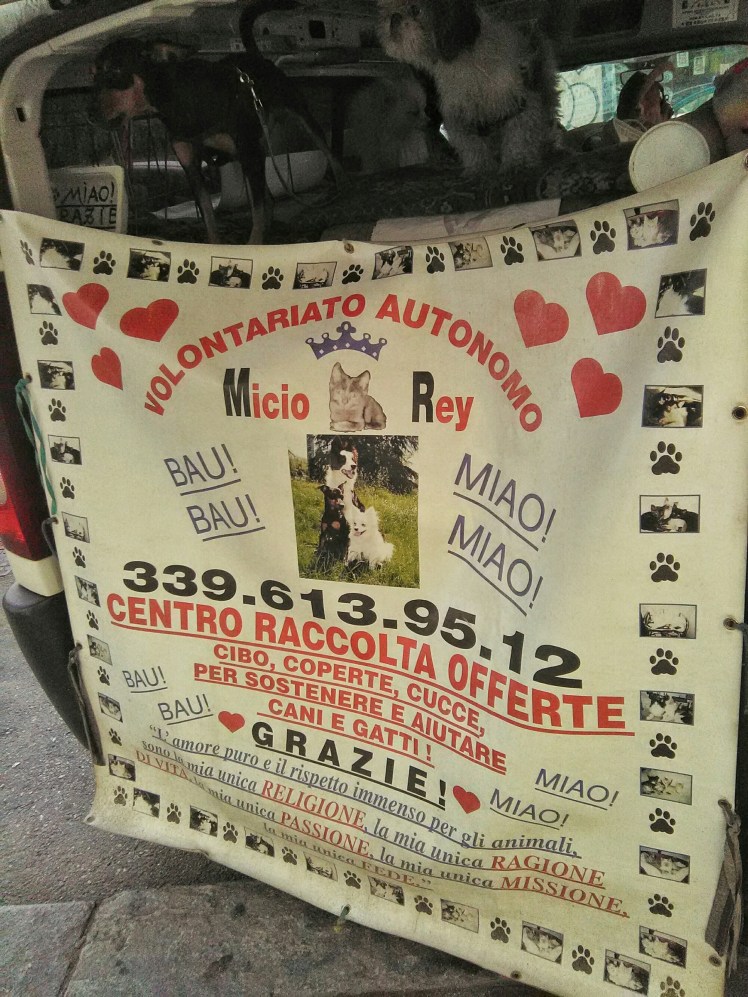 MIAO!
GRAZIE
VOLONTARIATO AUTONOMO
Micio Rey
BAU!
BAU!
MIAO!
MIAO!
339.613.95.12
CENTRO RACCOLTA OFFERTE
CIBO, COPERTE, CUCCE,
PER SOSTENERE E AIUTARE
CANI E GATTI!
BAU!
BAU!
GRAZIE!
MIAO!
MIAO!
"L'amore puro e il rispetto immenso per gli animali,
sono la mia unica RELIGIONE, la mia unica RAGIONE
DI VITA, la mia unica PASSIONE, la mia unica MISSIONE,
la mia unica FEDE."